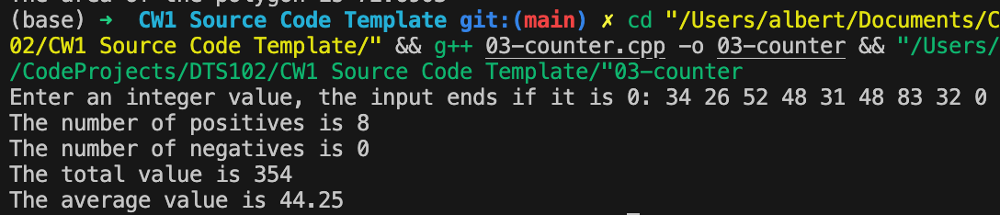 (base) ➜  CW1 Source Code Template git:(main) ✗ cd "/Users/albert/Documents/C
02/CW1 Source Code Template/" && g++ 03-counter.cpp -o 03-counter && "/Users/
/CodeProjects/DTS102/CW1 Source Code Template/"03-counter
Enter an integer value, the input ends if it is 0: 34 26 52 48 31 48 83 32 0
The number of positives is 8
The number of negatives is 0
The total value is 354
The average value is 44.25